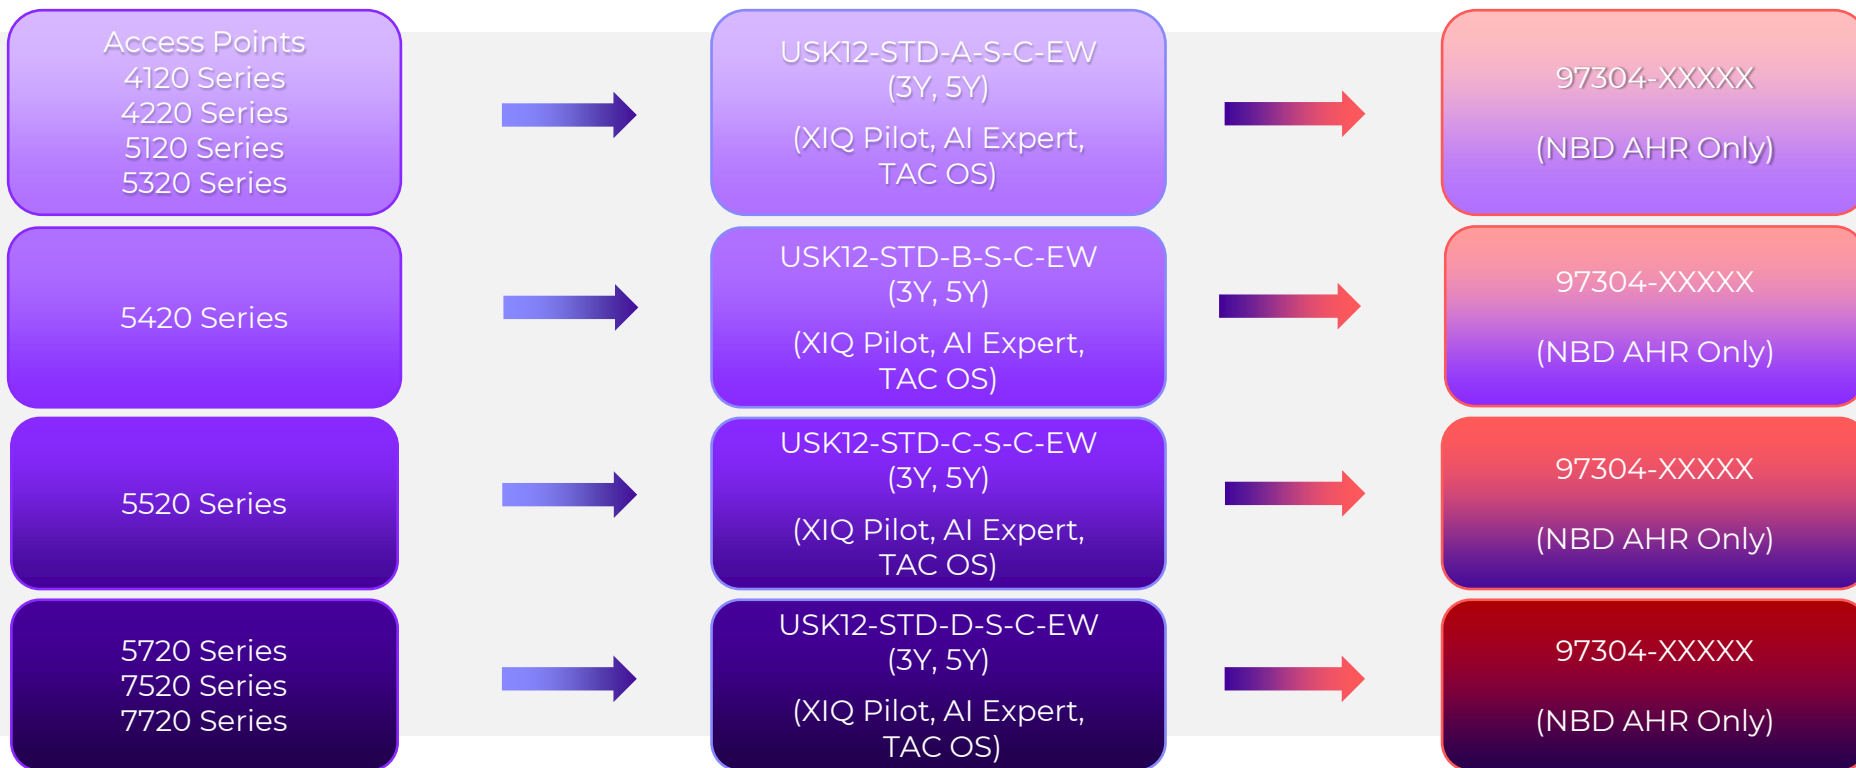 Access Points
4120 Series
4220 Series
5120 Series
5320 Series
USK12-STD-A-S-C-EW
(3Y, 5Y)
(XIQ Pilot, AI Expert,
TAC OS)
97304-XXXXX
(NBD AHR Only)
5420 Series
USK12-STD-B-S-C-EW
(3Y, 5Y)
(XIQ Pilot, AI Expert,
TAC OS)
97304-XXXXX
(NBD AHR Only)
5520 Series
USK12-STD-C-S-C-EW
(3Y, 5Y)
(XIQ Pilot, AI Expert,
TAC OS)
97304-XXXXX
(NBD AHR Only)
5720 Series
7520 Series
7720 Series
USK12-STD-D-S-C-EW
(3Y, 5Y)
(XIQ Pilot, AI Expert,
TAC OS)
97304-XXXXX
(NBD AHR Only)